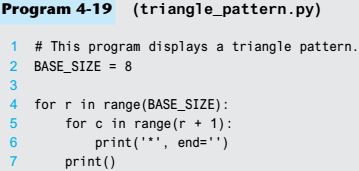 Program 4-19 (triangle_pattern.py)
1 # This program displays a triangle pattern.
2 BASE_SIZE = 8
3
4 for r in range(BASE_SIZE):
5     for c in range(r + 1):
6         print('*', end='')
7     print()